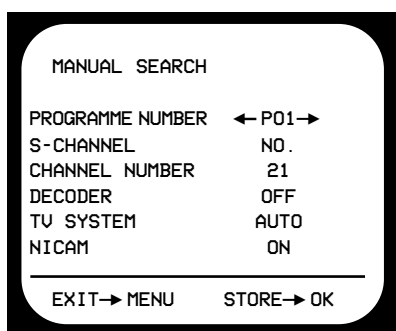 MANUAL SEARCH
PROGRAMME NUMBER ←PO1→
S-CHANNEL NO.
CHANNEL NUMBER 21
DECODER OFF
TV SYSTEM AUTO
NICAM ON
EXIT→MENU STORE→OK